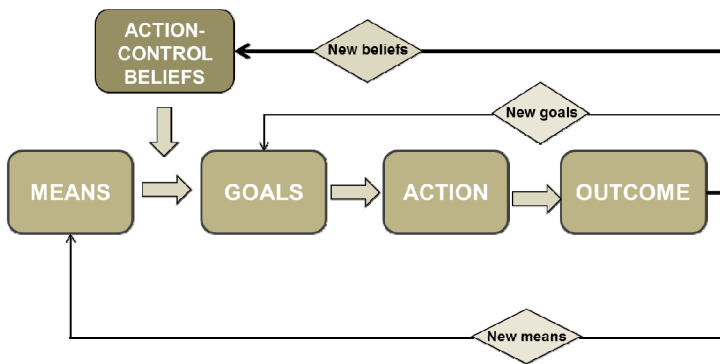 ACTION-
CONTROL
BELIEFS
New beliefs
New goals
MEANS
GOALS
ACTION
OUTCOME
New means